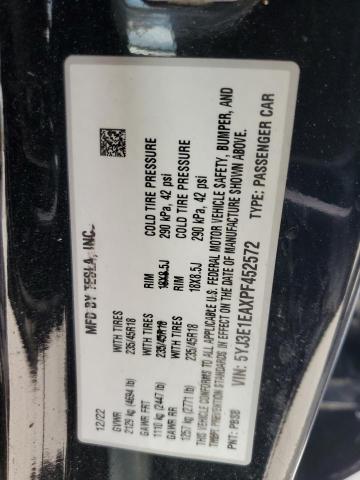 MFD BY TESLA, INC.
12/22
GVWR
2129 kg (4694 lb)
WITH TIRES
235/45R18
RIM
18X8.5J
COLD TIRE PRESSURE
290 kPa, 42 psi
GAWR FRT
1110 kg (2447 lb)
WITH TIRES
235/45R18
RIM
18X8.5J
COLD TIRE PRESSURE
290 kPa, 42 psi
GAWR RR
1257 kg (2771 lb)
235/45R18
THIS VEHICLE CONFORMS TO ALL APPLICABLE U.S. FEDERAL MOTOR VEHICLE SAFETY, BUMPER, AND
THEFT PREVENTION STANDARDS IN EFFECT ON THE DATE OF MANUFACTURE SHOWN ABOVE.
VIN: 5YJ3E1EAXPF452572 TYPE: PASSENGER CAR
PNT: PBSB